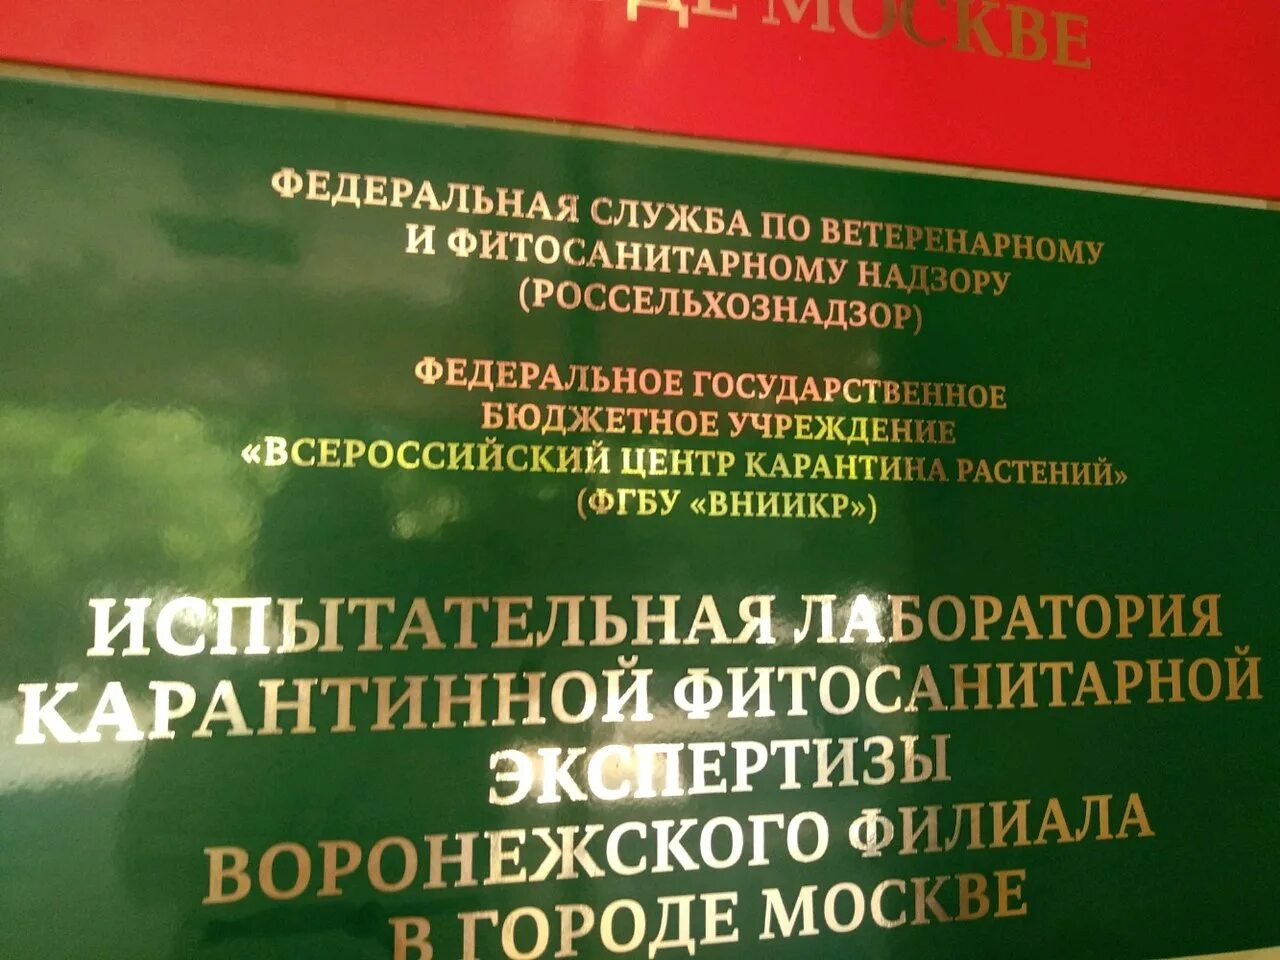 ДЕ МОСКВЕ
ФЕДЕРАЛЬНАЯ СЛУЖБА ПО ВЕТЕРЕНАРНОМУ
И ФИТОСАНИТАРНОМУ НАДЗОРУ
(РОССЕЛЬХОЗНАДЗОР)
ФЕДЕРАЛЬНОЕ ГОСУДАРСТВЕННОЕ
БЮДЖЕТНОЕ УЧРЕЖДЕНИЕ
«ВСЕРОССИЙСКИЙ ЦЕНТР КАРАНТИНА РАСТЕНИЙ»
(ФГБУ «ВНИИКР»)
ИСПЫТАТЕЛЬНАЯ ЛАБОРАТОРИЯ
КАРАНТИННОЙ ФИТОСАНИТАРНОЙ
ЭКСПЕРТИЗЫ
ВОРОНЕЖСКОГО ФИЛИАЛА
В ГОРОДЕ МОСКВЕ